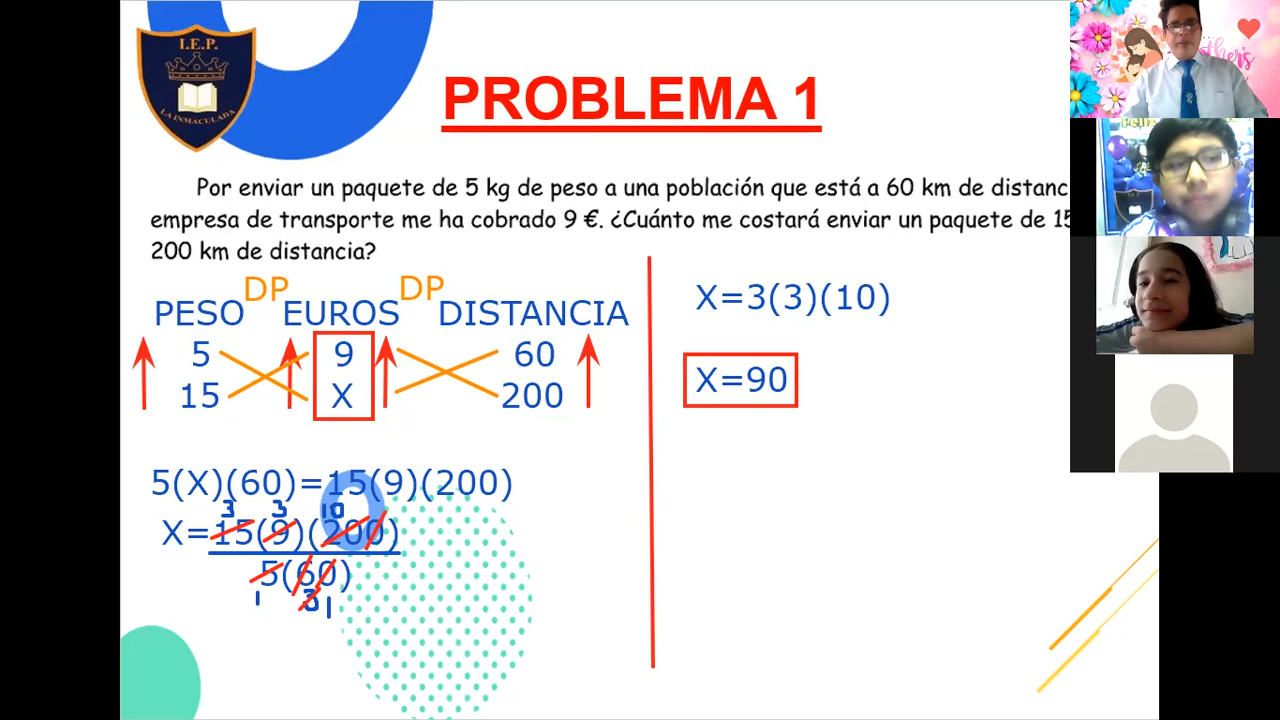 I.E.P.
LA INMACULADA
PROBLEMA 1
Por enviar un paquete de 5 kg de peso a una población que está a 60 km de distanc
empresa de transporte me ha cobrado 9 €. ¿Cuánto me costará enviar un paquete de 15
200 km de distancia?
DP DP
PESO EUROS DISTANCIA
5 9 60
15 X 200
5(X)(60)=15(9)(200)
3 3 10
X=15(9)(200)
5(60)
1 3 1
X=3(3)(10)
X=90